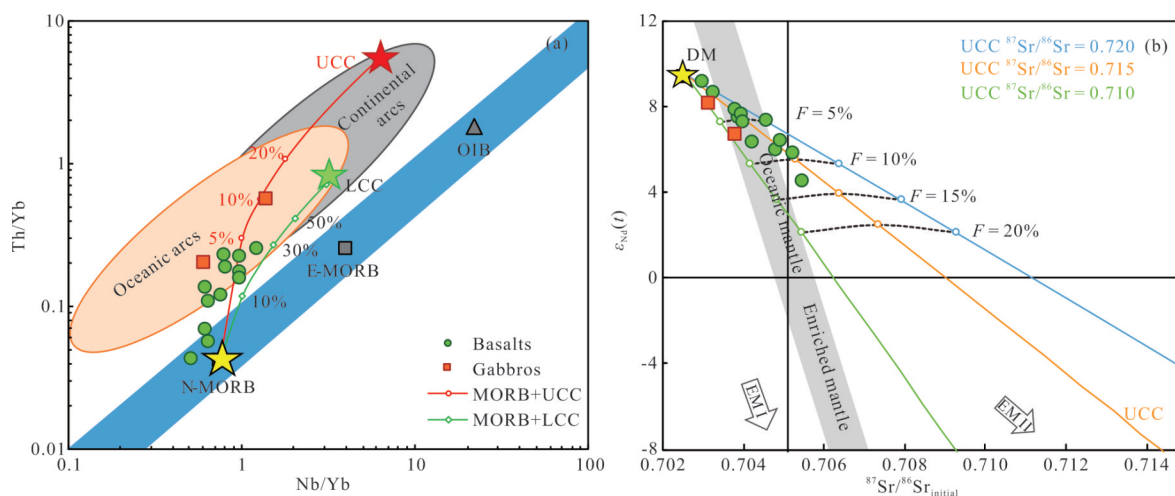 10
1
0.1
0.01
0.1
1
10
100
Th/Yb
Nb/Yb
(a)
UCC
Continental
arcs
Oceanic arcs
20%
10%
5%
LCC
OIB
50%
30%
10%
E-MORB
N-MORB
Basalts
Gabbros
MORB+UCC
MORB+LCC
12
8
4
0
-4
-8
0.702
0.704
0.706
0.708
0.710
0.712
0.714
εNd(t)
87Sr/86Srinitial
(b)
UCC 87Sr/86Sr=0.720
UCC 87Sr/86Sr=0.715
UCC 87Sr/86Sr=0.710
DM
F=5%
F=10%
F=15%
F=20%
Oceanic mantle
Enriched mantle
EMI
EMII
UCC